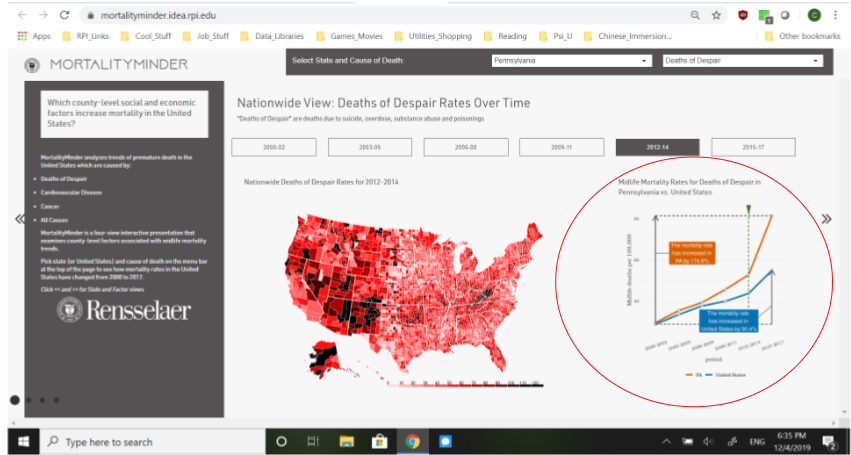 mortalityminder.idea.rpi.edu
Apps RPI_Links Cool_Stuff Job_Stuff Data_Libraries Games_Movies Utilities_Shopping Reading Psi_U Chinese_Immersion... Other bookmarks
MORTALITYMINDER
Select State and Cause of Death:
Pennsylvania
Deaths of Despair
Which county-level social and economic
factors increase mortality in the United
States?
MortalityMinder analyzes trends of premature death in the
United States which are caused by:
• Deaths of Despair
• Cardiovascular Disease
• Cancer
• All Causes
MortalityMinder is a four-view interactive presentation that
examines county-level factors associated with midlife mortality
trends.
Pick state (or United States) and cause of death on the menu bar
at the top of the page to see how mortality rates in the United
States have changed from 2000 to 2017.
Click << and >> for State and Factor views
Rensselaer
Nationwide View: Deaths of Despair Rates Over Time
"Deaths of Despair" are deaths due to suicide, overdose, substance abuse and poisonings
2000-02 2003-05 2006-08 2009-11 2012-14 2015-17
Nationwide Deaths of Despair Rates for 2012-2014
Midlife Mortality Rates for Deaths of Despair in
Pennsylvania vs. United States
Midlife deaths per 100,000
80
60
40
The mortality rate
has increased in
The mortality rate
has increased in
period
PA United States
Type here to search
ENG
6:35 PM
12/4/2019